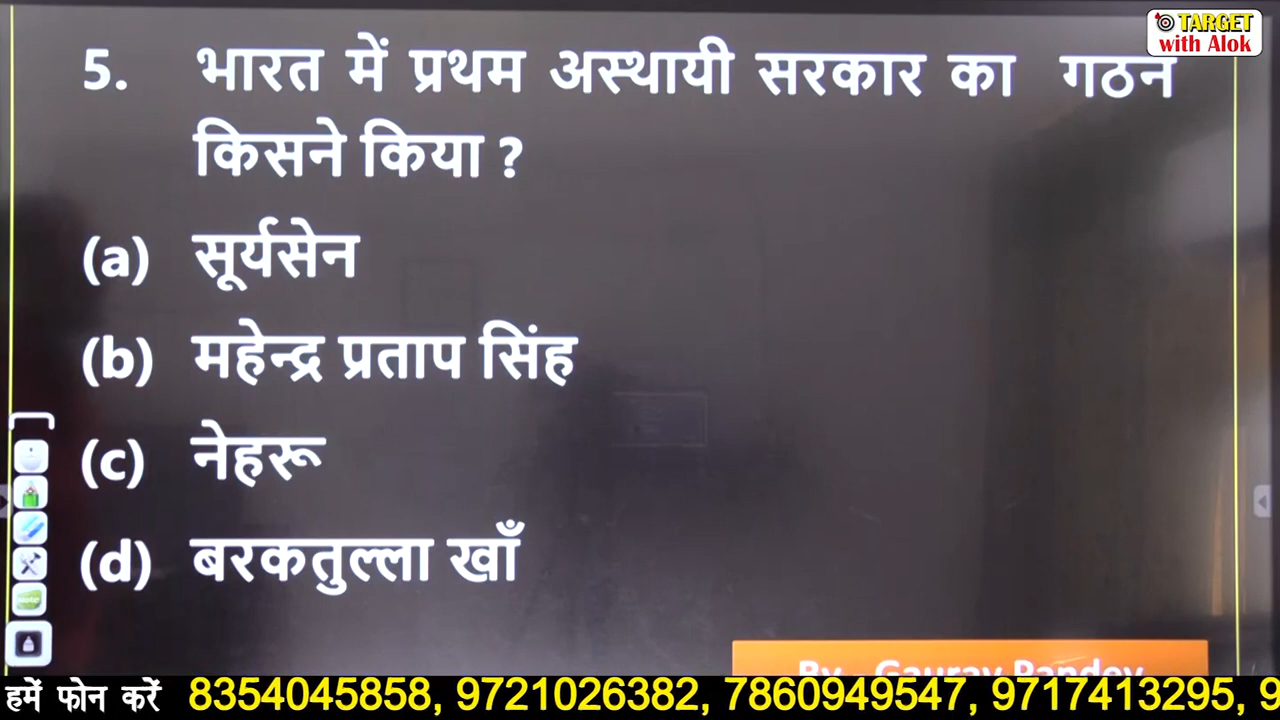 TARGET
with Alok
5. भारत में प्रथम अस्थायी सरकार का गठन
किसने किया ?
(a) सूर्यसेन
(b) महेन्द्र प्रताप सिंह
(c) नेहरू
(d) बरकतुल्ला खाँ
By - Gaurav Pandey
हमें फोन करें 8354045858, 9721026382, 7860949547, 9717413295, 9